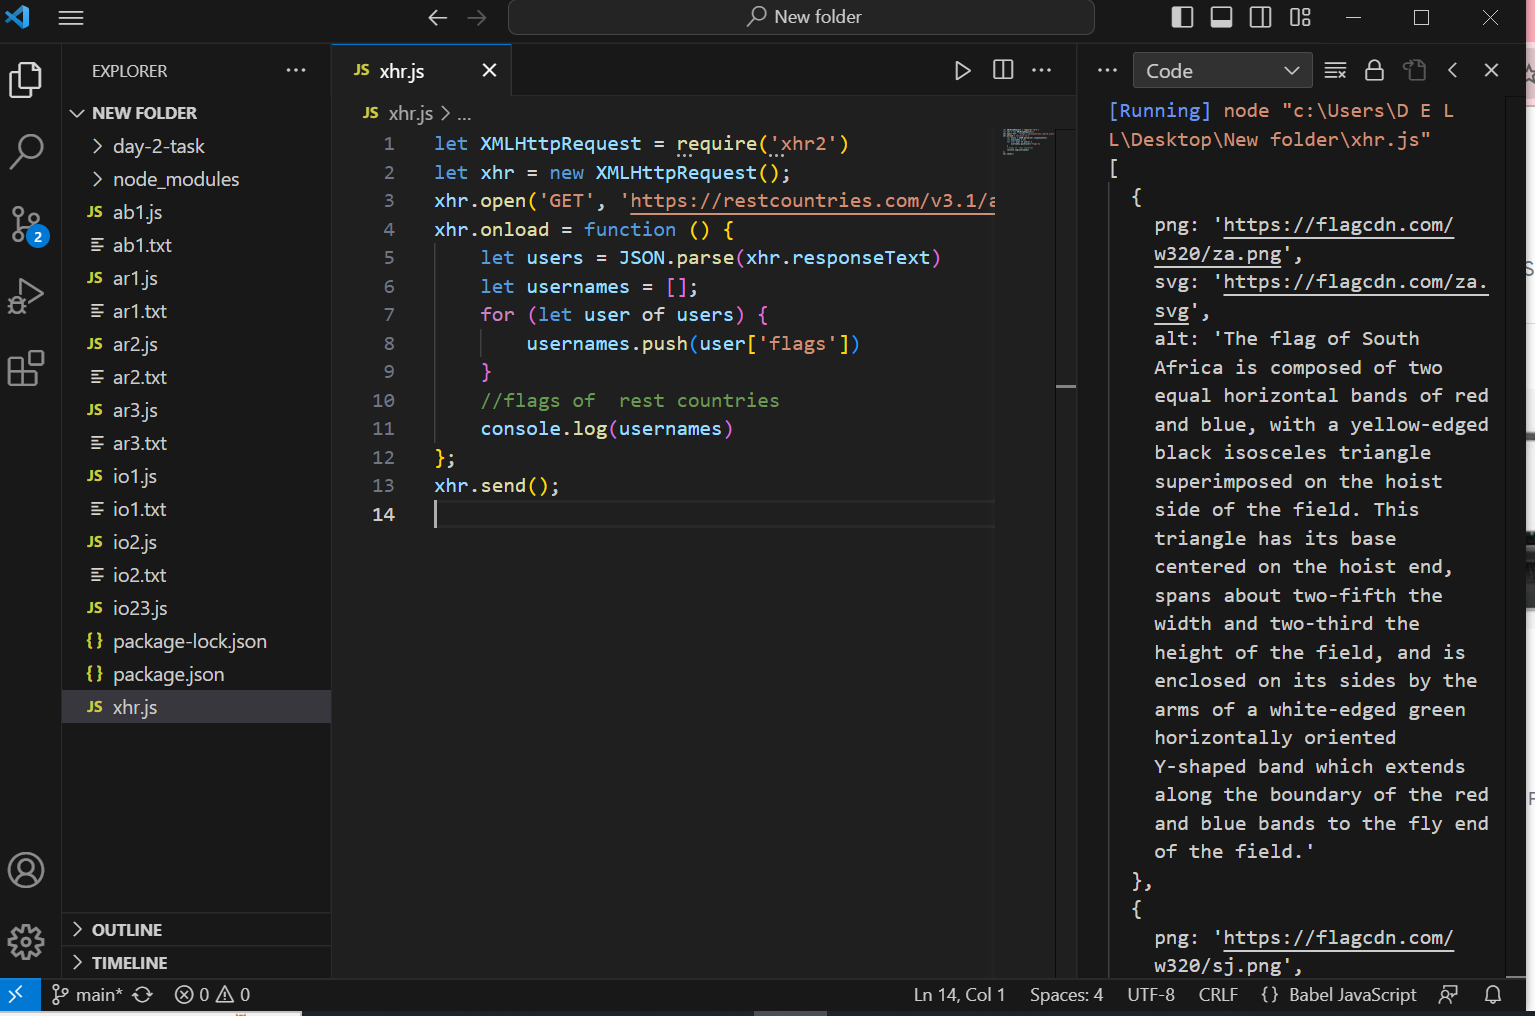 New folder
EXPLORER
NEW FOLDER
day-2-task
node_modules
JS ab1.js
ab1.txt
JS ar1.js
ar1.txt
JS ar2.js
ar2.txt
JS ar3.js
ar3.txt
JS io1.js
io1.txt
JS io2.js
io2.txt
JS io23.js
{} package-lock.json
{} package.json
JS xhr.js
OUTLINE
TIMELINE
2
JS xhr.js
JS xhr.js > ...
1 let XMLHttpRequest = require('xhr2')
2 let xhr = new XMLHttpRequest();
3 xhr.open('GET', 'https://restcountries.com/v3.1/a
4 xhr.onload = function () {
5 let users = JSON.parse(xhr.responseText)
6 let usernames = [];
7 for (let user of users) {
8 usernames.push(user['flags'])
9 }
10 //flags of  rest countries
11 console.log(usernames)
12 };
13 xhr.send();
14
Code
[Running] node "c:\Users\D E L
L\Desktop\New folder\xhr.js"
[
{
png: 'https://flagcdn.com/
w320/za.png',
svg: 'https://flagcdn.com/za.
svg',
alt: 'The flag of South
Africa is composed of two
equal horizontal bands of red
and blue, with a yellow-edged
black isosceles triangle
superimposed on the hoist
side of the field. This
triangle has its base
centered on the hoist end,
spans about two-fifth the
width and two-third the
height of the field, and is
enclosed on its sides by the
arms of a white-edged green
horizontally oriented
Y-shaped band which extends
along the boundary of the red
and blue bands to the fly end
of the field.'
},
{
png: 'https://flagcdn.com/
w320/sj.png',
main* 0 0
Ln 14, Col 1 Spaces: 4 UTF-8 CRLF {} Babel JavaScript